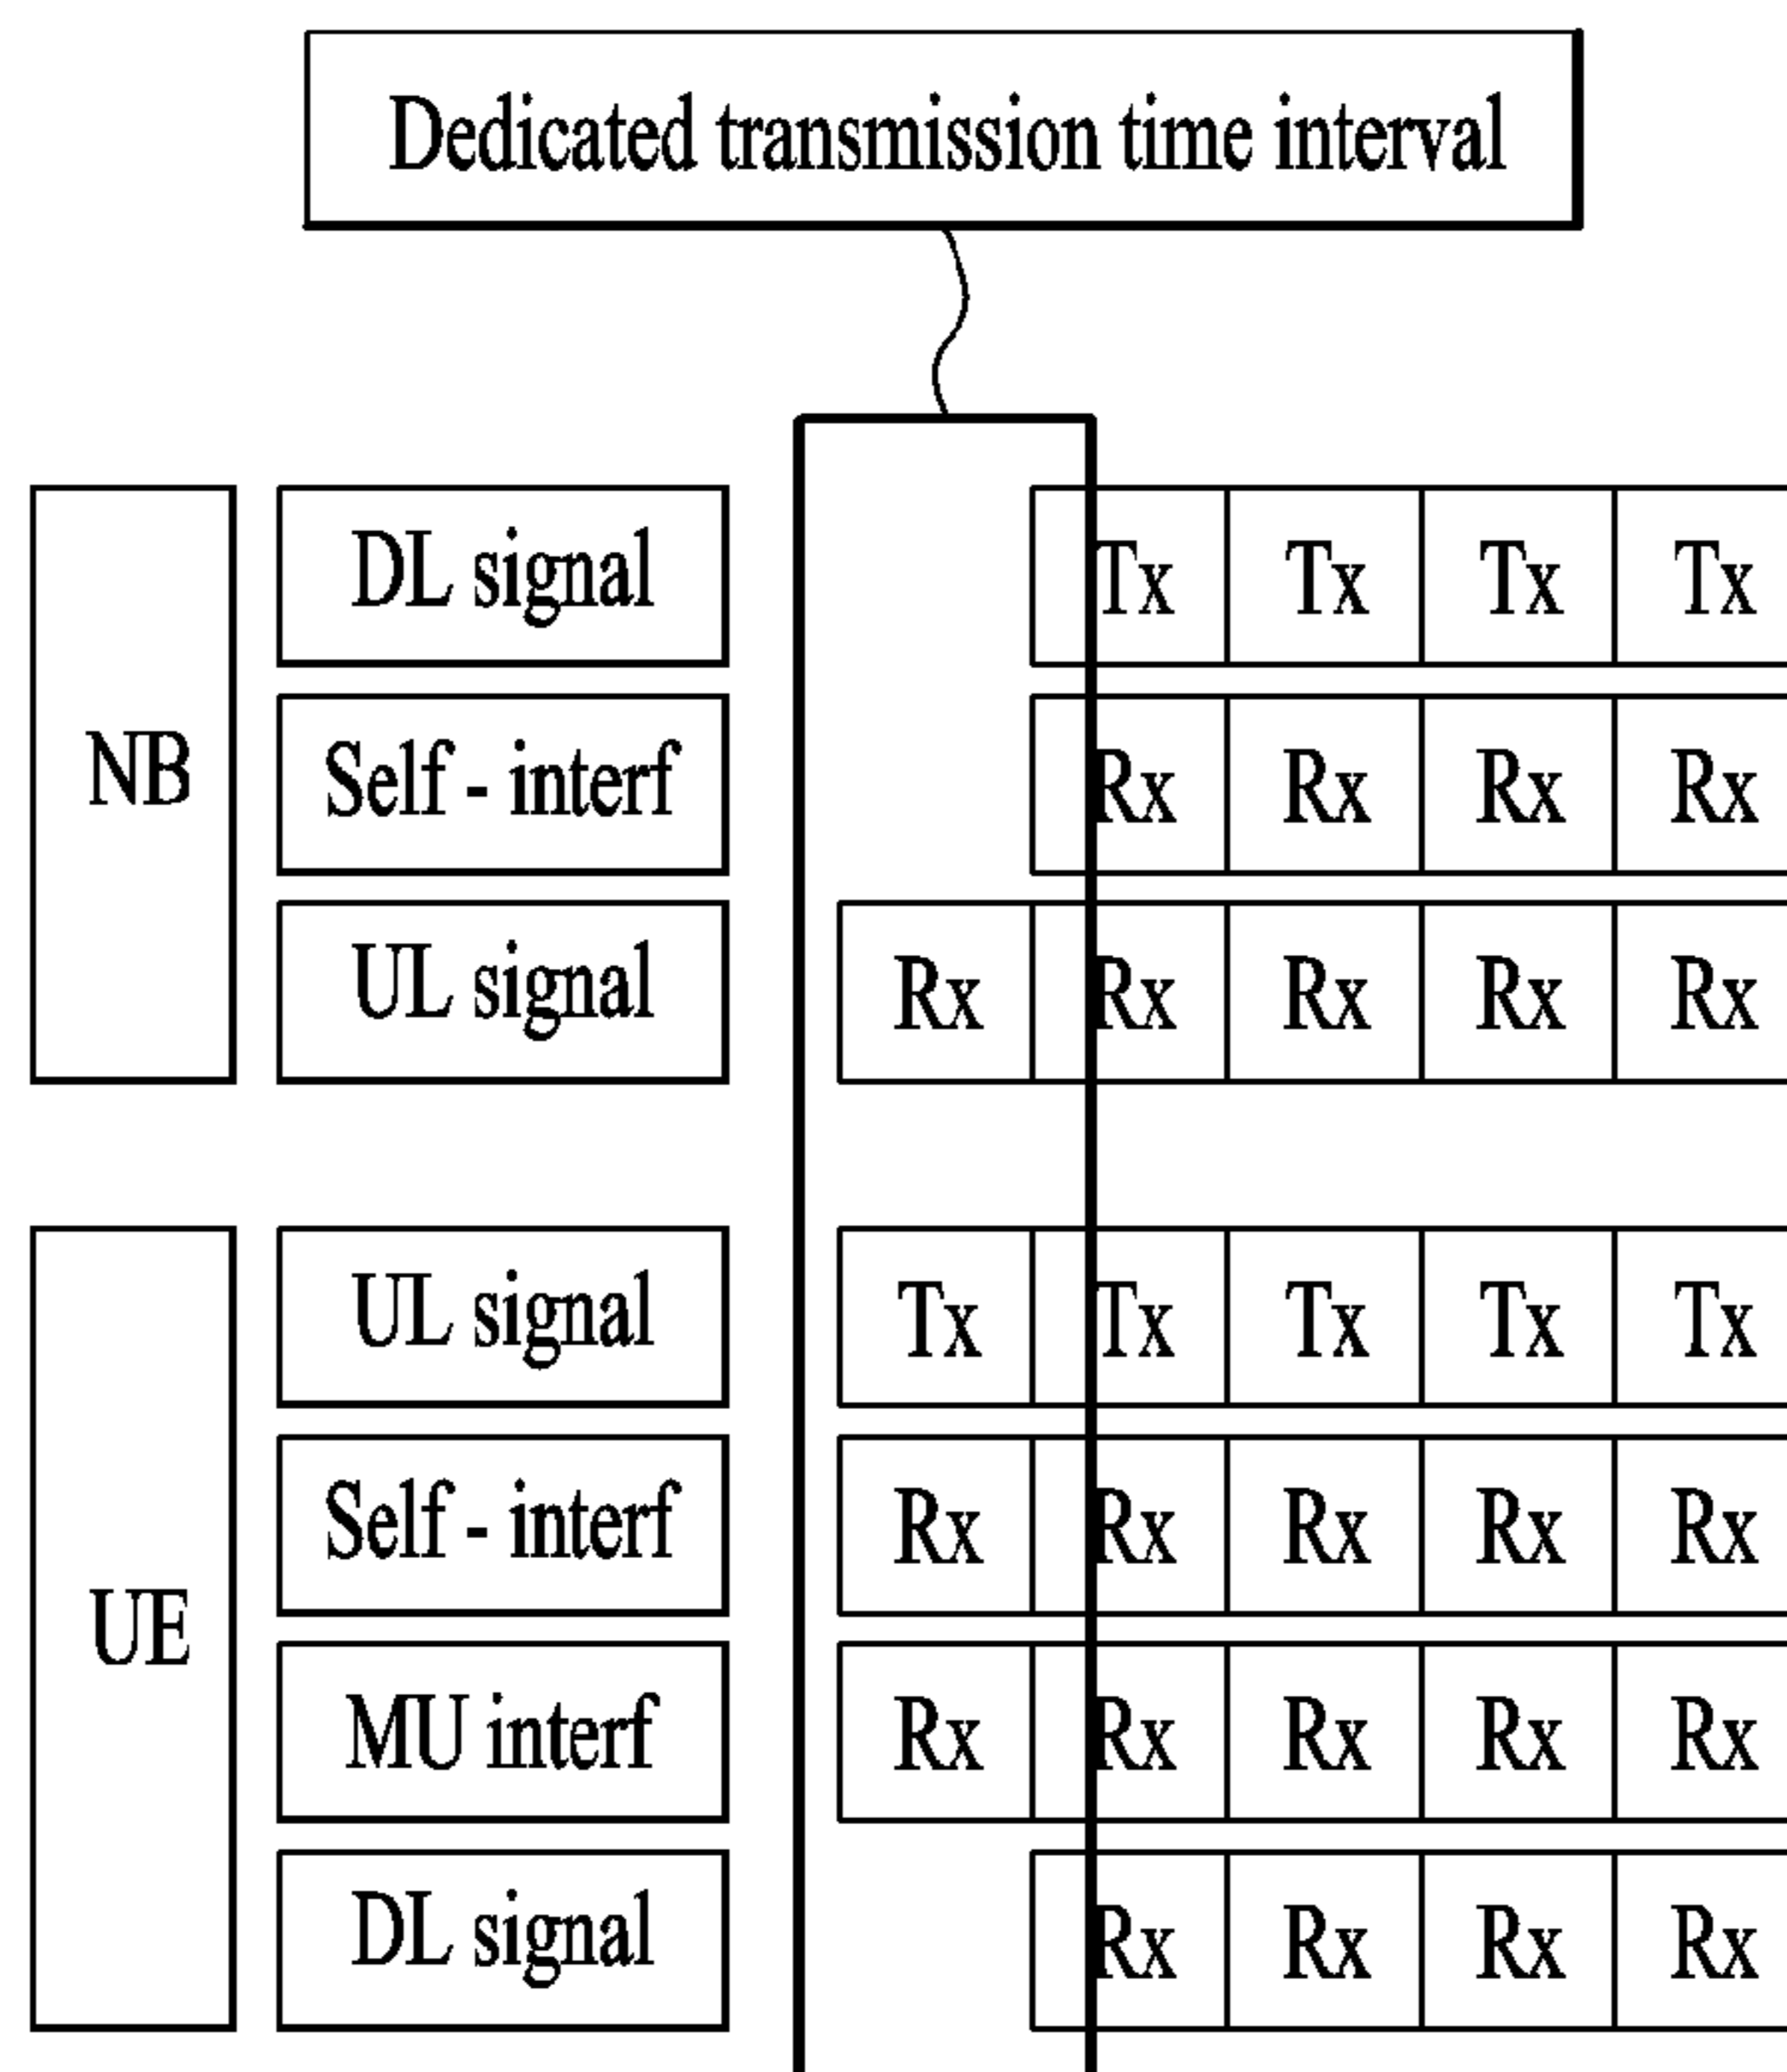 Dedicated transmission time interval
NB
DL signal Tx Tx Tx Tx
Self - interf Rx Rx Rx Rx
UL signal Rx Rx Rx Rx Rx
UE
UL signal Tx Tx Tx Tx Tx
Self - interf Rx Rx Rx Rx Rx
MU interf Rx Rx Rx Rx Rx
DL signal Rx Rx Rx Rx